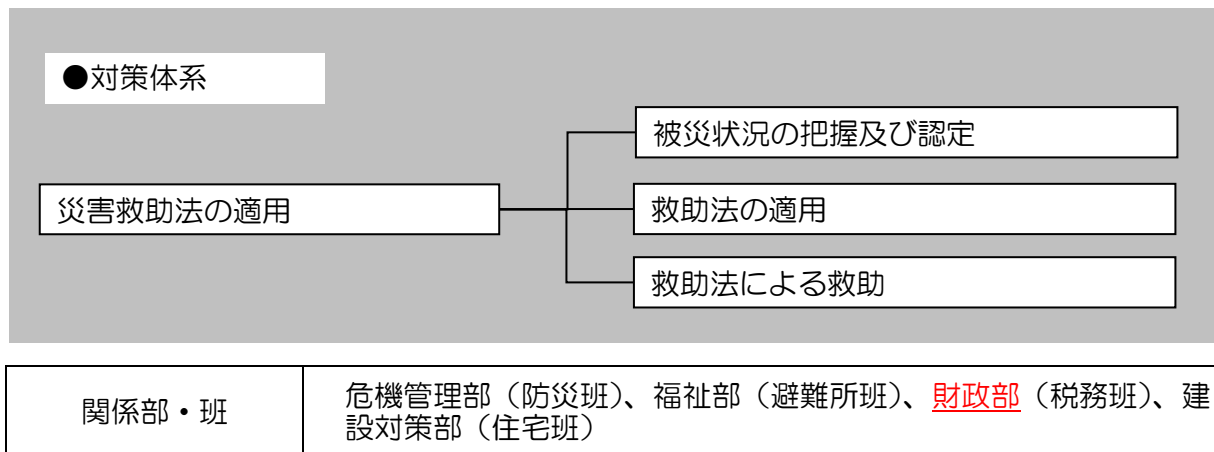 ●対策体系
被災状況の把握及び認定
災害救助法の適用
救助法の適用
救助法による救助
関係部・班
危機管理部（防災班）、福祉部（避難所班）、財政部（税務班）、建
設対策部（住宅班）